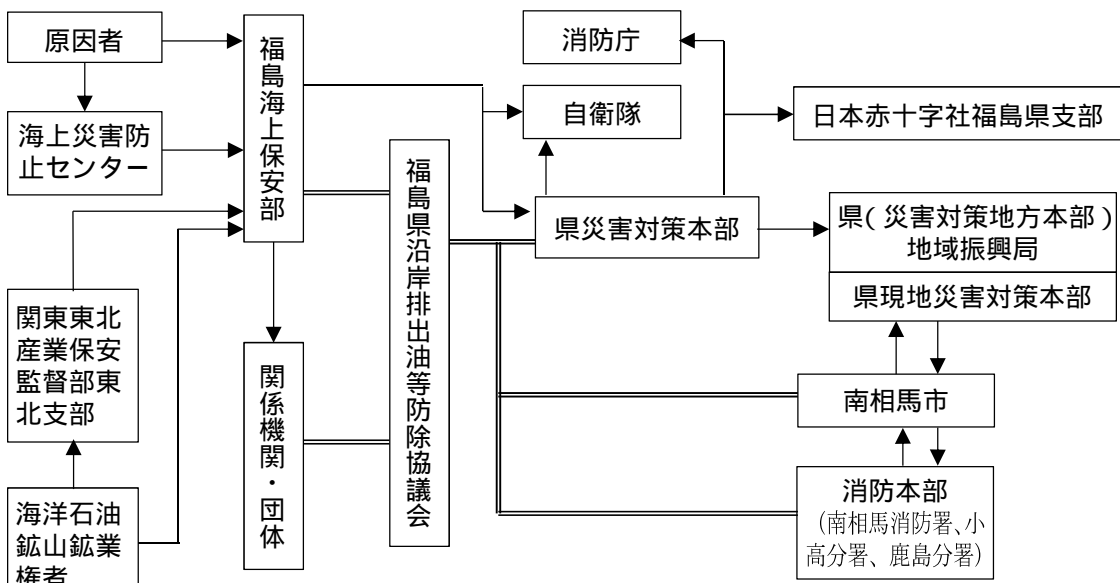 原因者
海上災害防
止センター
関東東北
産業保安
監督部東
北支部
海洋石油
鉱山鉱業
権者
福島海上保安部
関係機関・団体
福島県沿岸排出油等防除協議会
消防庁
自衛隊
県災害対策本部
日本赤十字社福島県支部
県(災害対策地方本部)
地域振興局
県現地災害対策本部
南相馬市
消防本部
(南相馬消防署、小
高分署、鹿島分署)